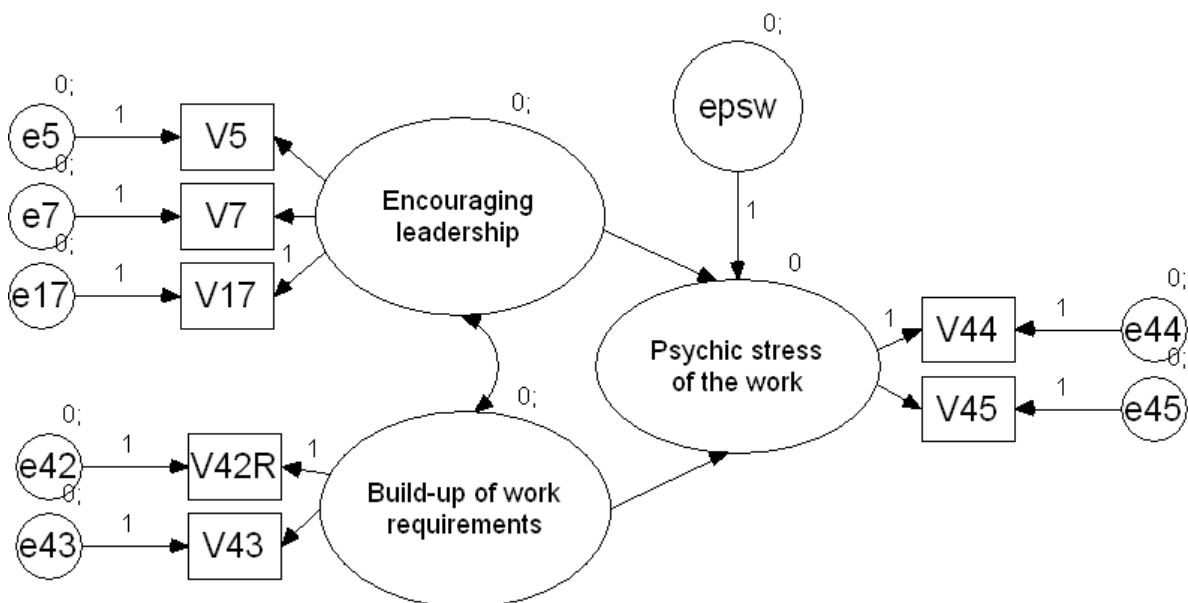 0;
epsw
1
0
0;
Encouraging
leadership
0;
e5
1
V5
0;
e7
1
V7
0;
e17
1
V17
1
Psychic stress
of the work
1
V44
1
0;
e44
V45
1
0;
e45
0;
Build-up of work
requirements
0;
e42
1
V42R
1
0;
e43
1
V43